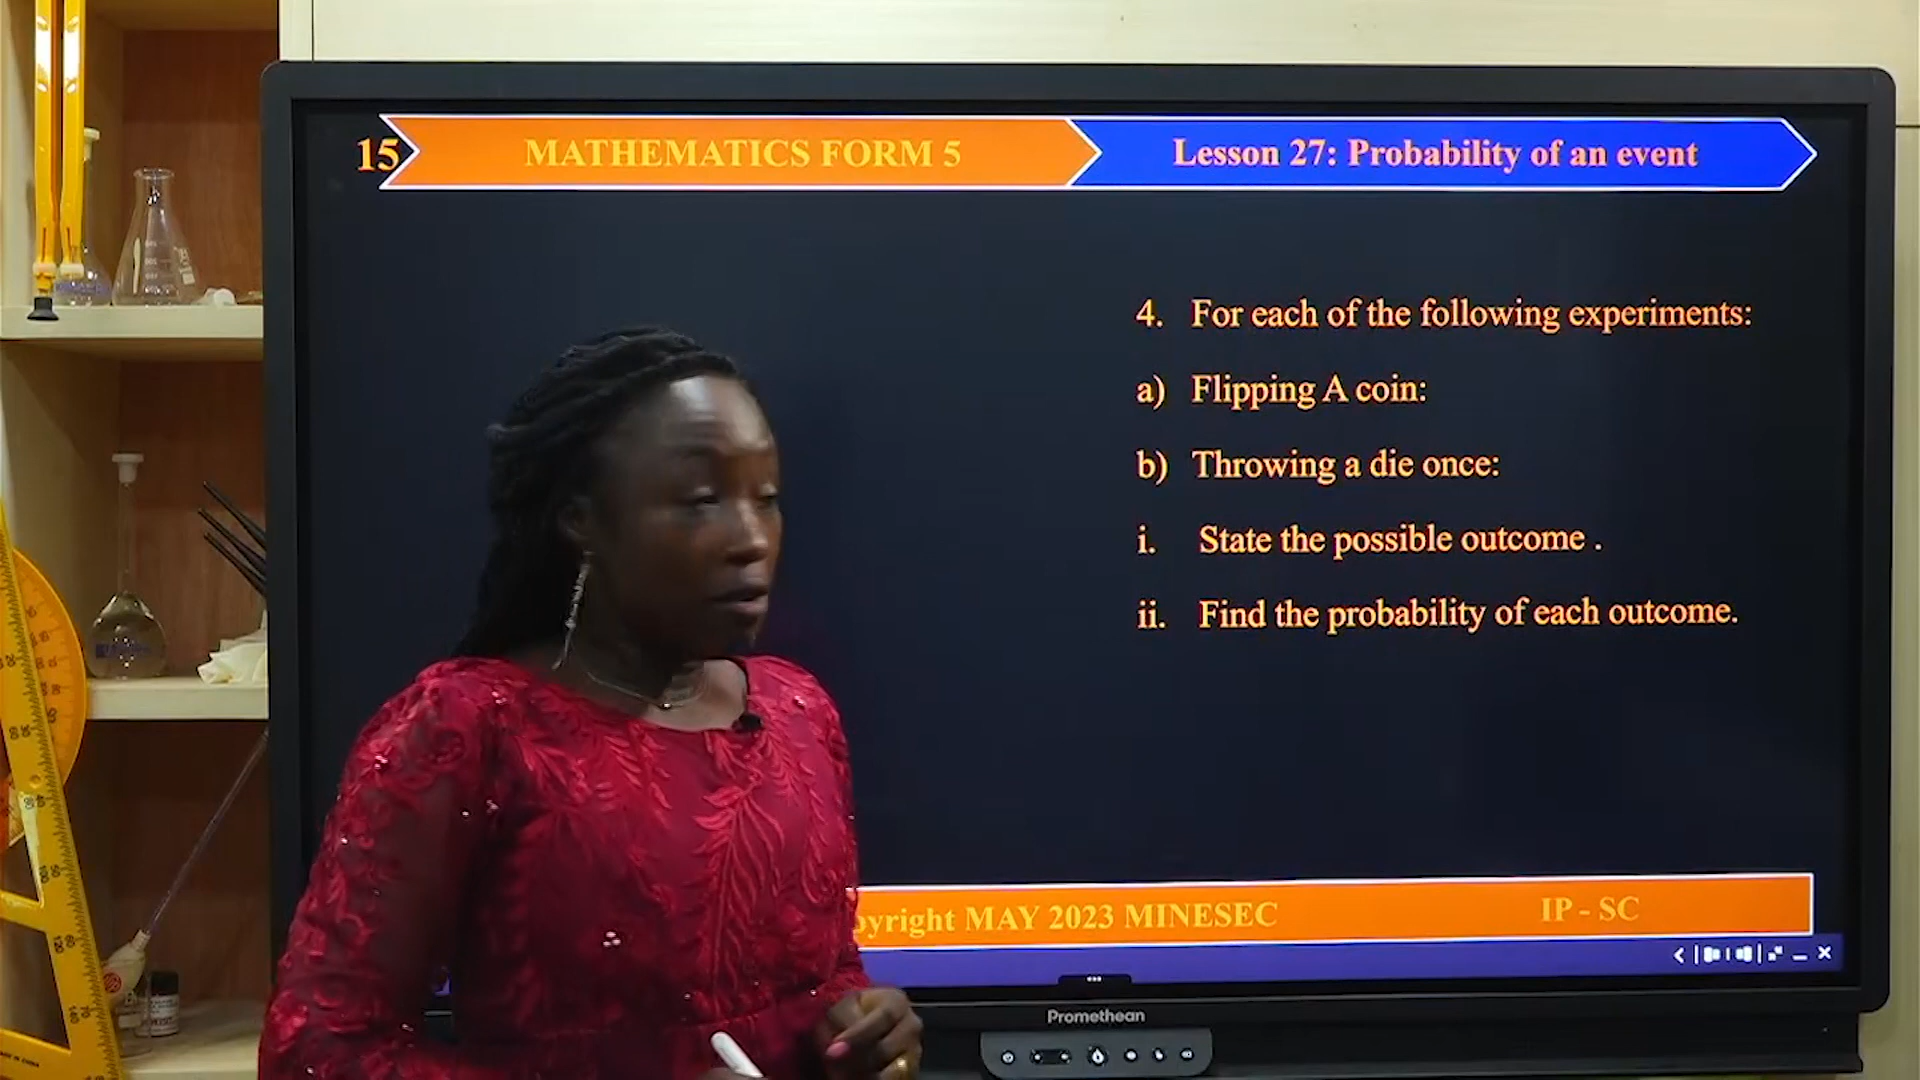 15
MATHEMATICS FORM 5
Lesson 27: Probability of an event
4. For each of the following experiments:
a) Flipping A coin:
b) Throwing a die once:
i. State the possible outcome .
ii. Find the probability of each outcome.
MAY 2023 MINESEC
IP - SC
Promethean